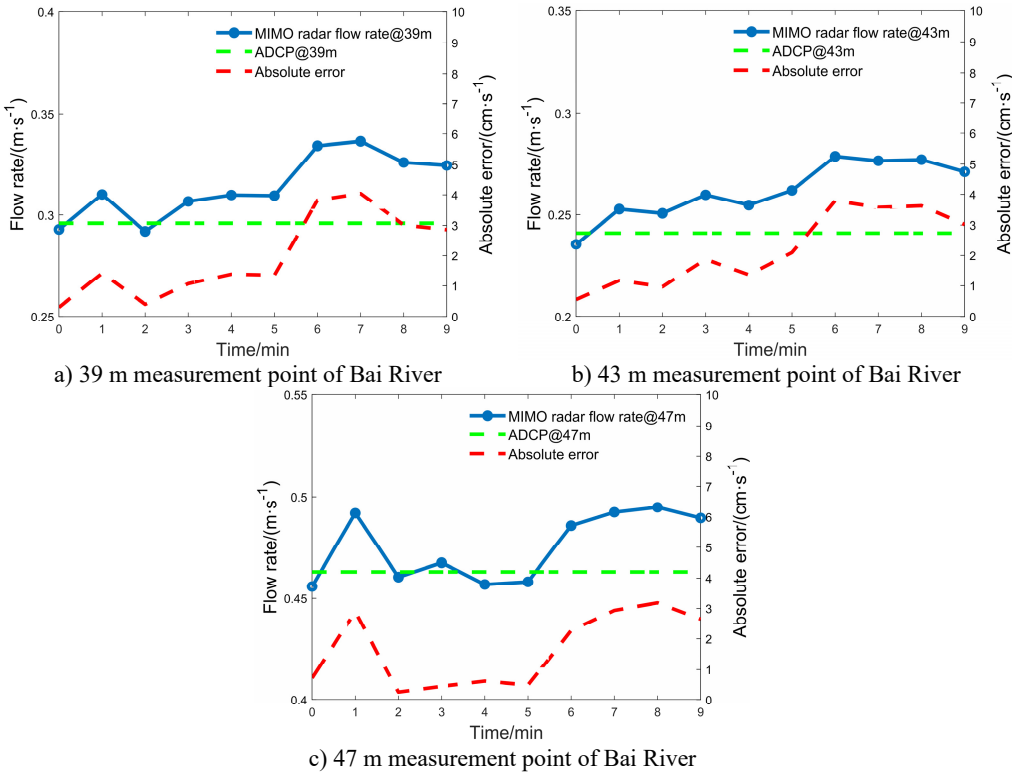 MIMO radar flow rate@39m
ADCP@39m
Absolute error
Flow rate/(m·s⁻¹)
0.4
0.35
0.3
0.25
10
9
8
7
6
5
4
3
2
1
0
Absolute error/(cm·s⁻¹)
0 1 2 3 4 5 6 7 8 9
Time/min
a) 39 m measurement point of Bai River
MIMO radar flow rate@43m
ADCP@43m
Absolute error
Flow rate/(m·s⁻¹)
0.35
0.3
0.25
0.2
10
9
8
7
6
5
4
3
2
1
0
Absolute error/(cm·s⁻¹)
0 1 2 3 4 5 6 7 8 9
Time/min
b) 43 m measurement point of Bai River
MIMO radar flow rate@47m
ADCP@47m
Absolute error
Flow rate/(m·s⁻¹)
0.55
0.5
0.45
0.4
10
9
8
7
6
5
4
3
2
1
0
Absolute error/(cm·s⁻¹)
0 1 2 3 4 5 6 7 8 9
Time/min
c) 47 m measurement point of Bai River